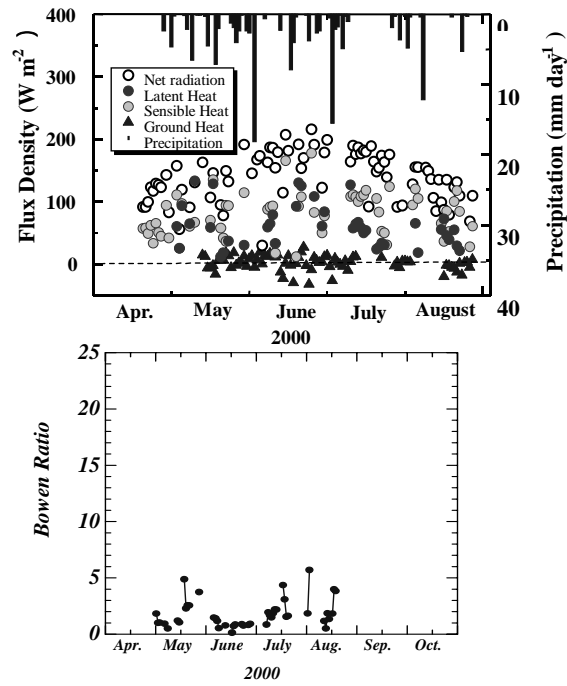 400
300
200
100
0
Flux Density (W m⁻²)
Net radiation
Latent Heat
Sensible Heat
Ground Heat
Precipitation
0
10
20
30
40
Precipitation (mm day⁻¹)
Apr. May June July August
2000
25
20
15
10
5
0
Bowen Ratio
Apr. May June July Aug. Sep. Oct.
2000